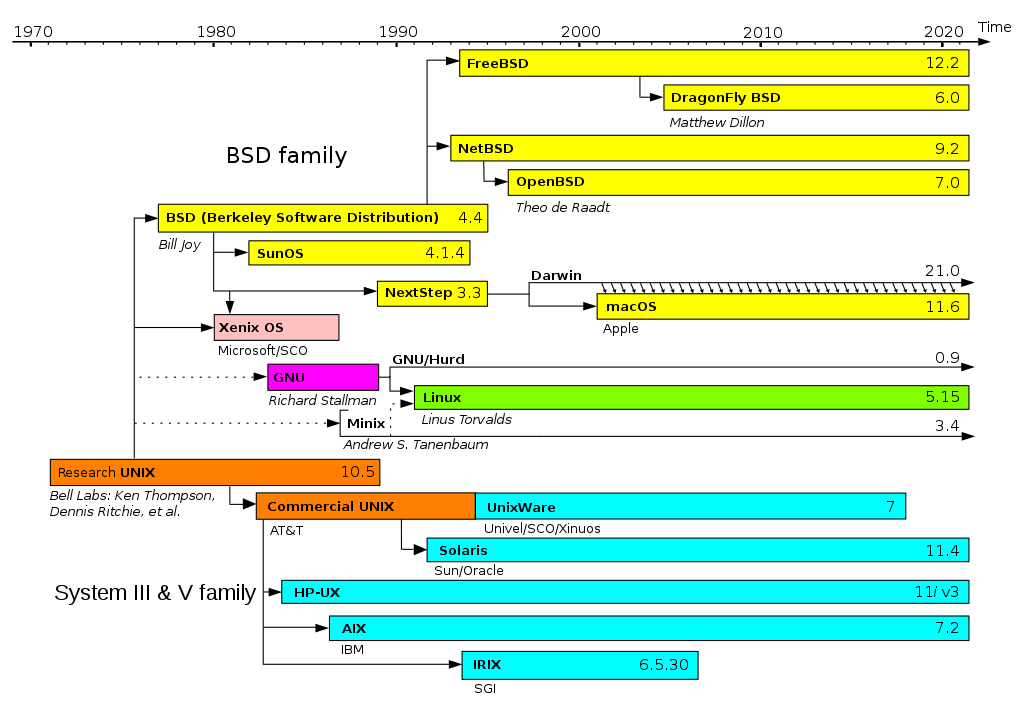 1970 1980 1990 2000 2010 2020 Time
FreeBSD 12.2
DragonFly BSD 6.0
Matthew Dillon
BSD family
NetBSD 9.2
OpenBSD 7.0
Theo de Raadt
BSD (Berkeley Software Distribution) 4.4
Bill Joy
SunOS 4.1.4
Darwin 21.0
NextStep 3.3
macOS 11.6
Apple
Xenix OS
Microsoft/SCO
GNU/Hurd 0.9
GNU
Richard Stallman
Linux 5.15
Linus Torvalds
Minix 3.4
Andrew S. Tanenbaum
Research UNIX 10.5
Bell Labs: Ken Thompson,
Dennis Ritchie, et al.
Commercial UNIX
AT&T
UnixWare 7
Univel/SCO/Xinuos
Solaris 11.4
Sun/Oracle
System III & V family
HP-UX 11i v3
AIX 7.2
IBM
IRIX 6.5.30
SGI